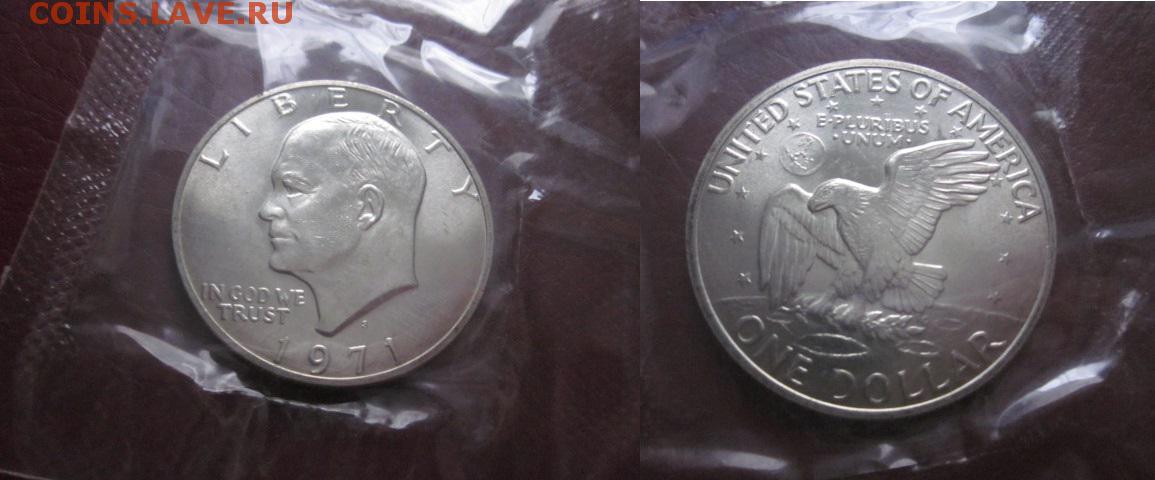 COINS.LAVE.RU
LIBERTY
IN GOD WE
TRUST
S
1971
UNITED STATES OF AMERICA
E·PLURIBUS
·UNUM·
ONE DOLLAR